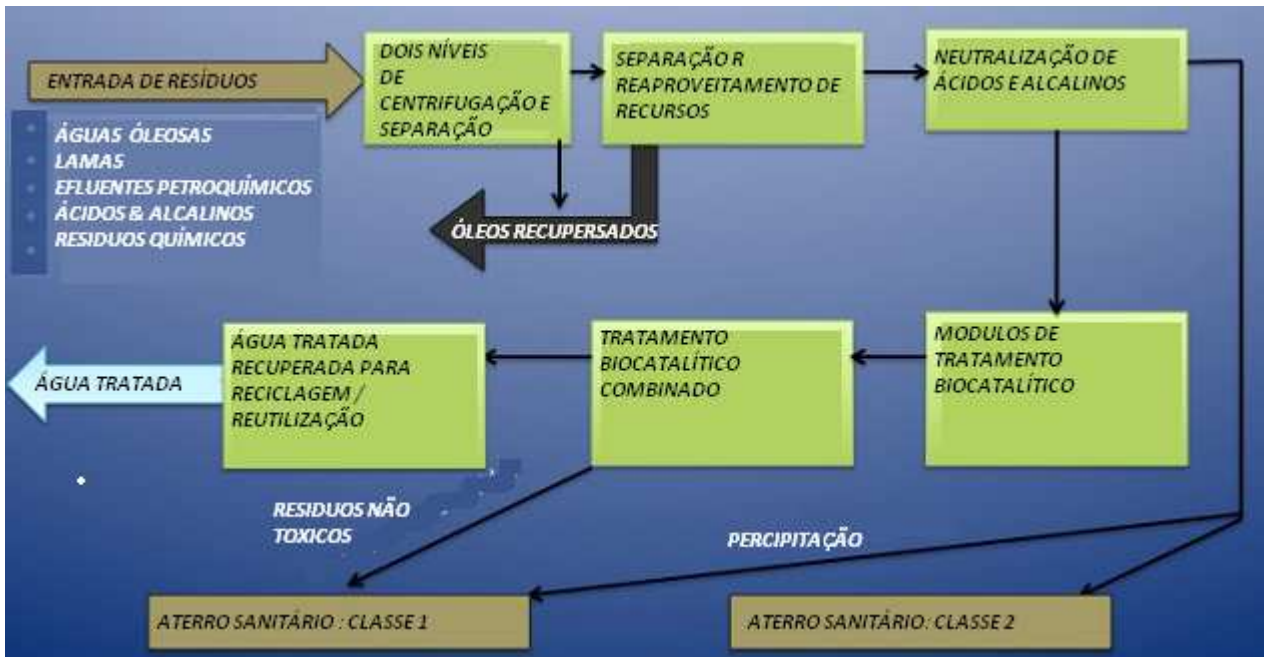 ENTRADA DE RESÍDUOS
ÁGUAS ÓLEOSAS
LAMAS
EFLUENTES PETROQUÍMICOS
ÁCIDOS & ALCALINOS
RESIDUOS QUÍMICOS
DOIS NÍVEIS
DE
CENTRIFUGAÇÃO E
SEPARAÇÃO
SEPARAÇÃO R
REAPROVEITAMENTO DE
RECURSOS
NEUTRALIZAÇÃO DE
ÁCIDOS E ALCALINOS
ÓLEOS RECUPERSADOS
MODULOS DE
TRATAMENTO
BIOCATALÍTICO
TRATAMENTO
BIOCATALÍTICO
COMBINADO
ÁGUA TRATADA
RECUPERADA PARA
RECICLAGEM /
REUTILIZAÇÃO
ÁGUA TRATADA
RESIDUOS NÃO
TOXICOS
PERCIPITAÇÃO
ATERRO SANITÁRIO : CLASSE 1
ATERRO SANITÁRIO: CLASSE 2